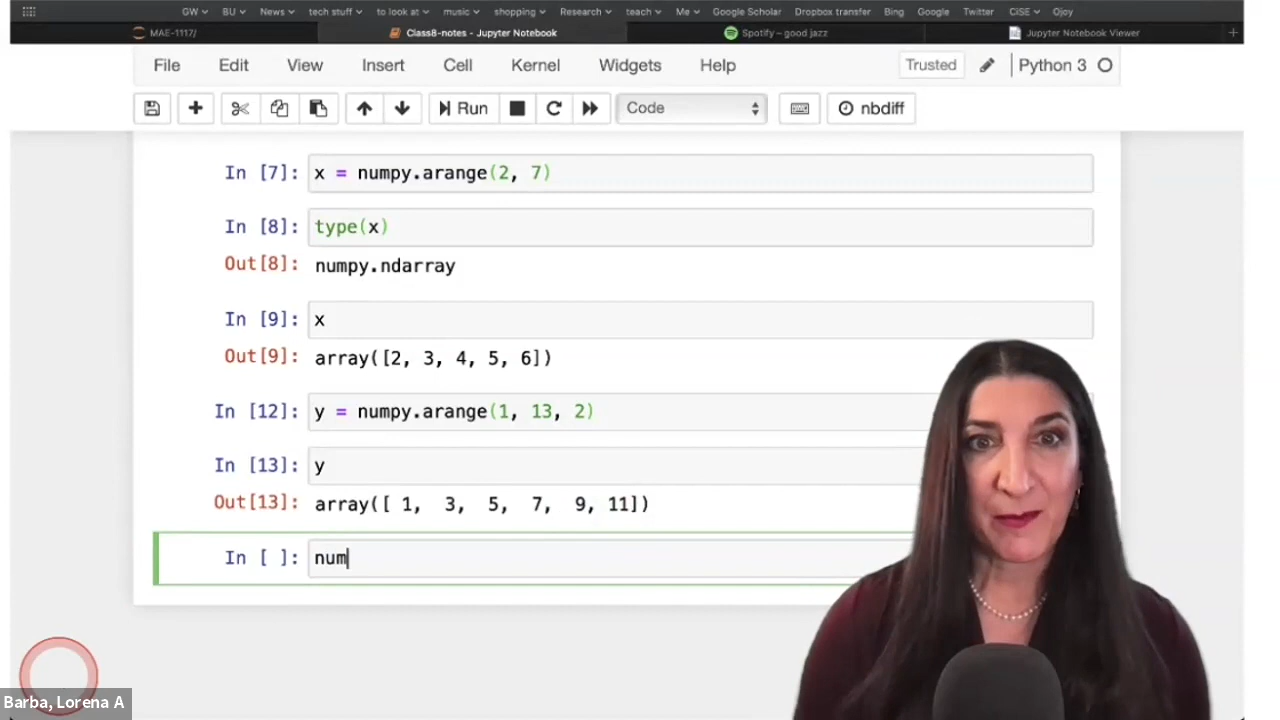 GW BU News tech stuff to look at music shopping Research teach Me Google Scholar Dropbox transfer Bing Google Twitter CiSE Ojoy
MAE-1117/ Class8-notes - Jupyter Notebook Spotify – good jazz Jupyter Notebook Viewer +
File Edit View Insert Cell Kernel Widgets Help Trusted Python 3
Run Code nbdiff
In [7]: x = numpy.arange(2, 7)
In [8]: type(x)
Out[8]: numpy.ndarray
In [9]: x
Out[9]: array([2, 3, 4, 5, 6])
In [12]: y = numpy.arange(1, 13, 2)
In [13]: y
Out[13]: array([ 1, 3, 5, 7, 9, 11])
In [ ]: num
Barba, Lorena A